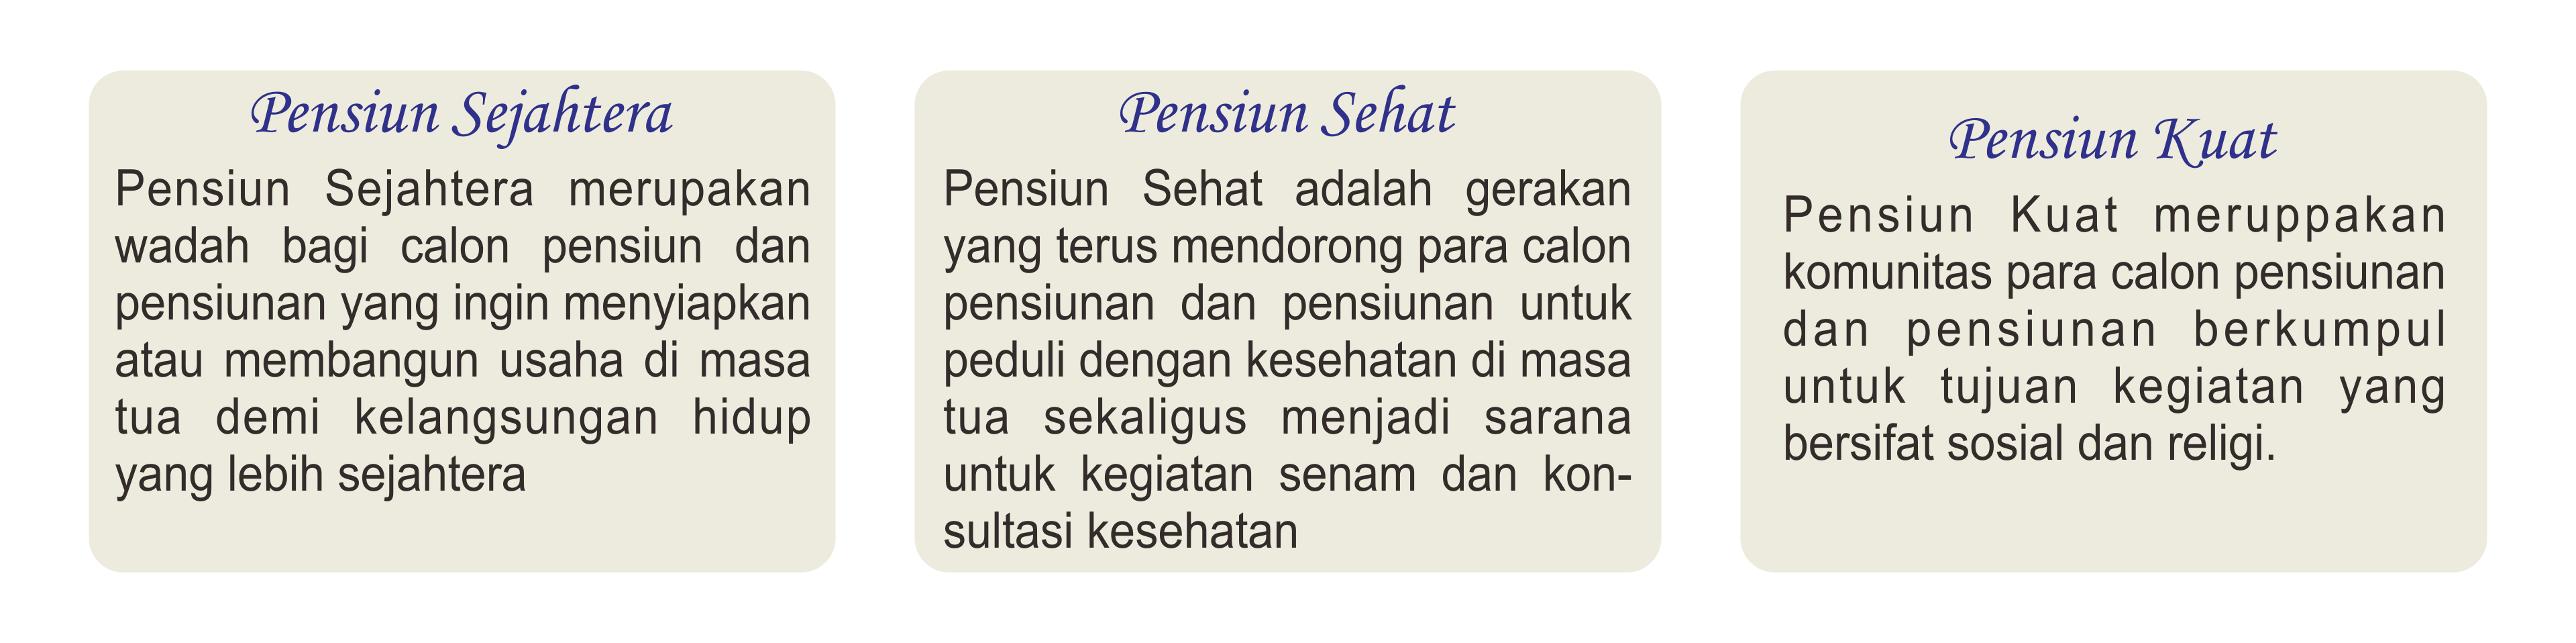 Pensiun Sejahtera
Pensiun Sejahtera merupakan
wadah bagi calon pensiun dan
pensiunan yang ingin menyiapkan
atau membangun usaha di masa
tua demi kelangsungan hidup
yang lebih sejahtera
Pensiun Sehat
Pensiun Sehat adalah gerakan
yang terus mendorong para calon
pensiunan dan pensiunan untuk
peduli dengan kesehatan di masa
tua sekaligus menjadi sarana
untuk kegiatan senam dan kon-
sultasi kesehatan
Pensiun Kuat
Pensiun Kuat meruppakan
komunitas para calon pensiunan
dan pensiunan berkumpul
untuk tujuan kegiatan yang
bersifat sosial dan religi.